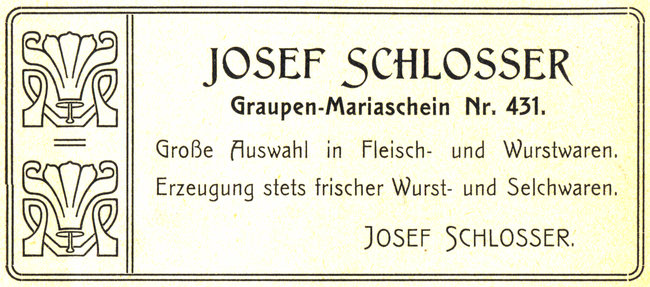 JOSEF SCHLOSSER
Graupen-Mariaschein Nr. 431.
Große Auswahl in Fleisch- und Wurstwaren.
Erzeugung stets frischer Wurst- und Selchwaren.
JOSEF SCHLOSSER.